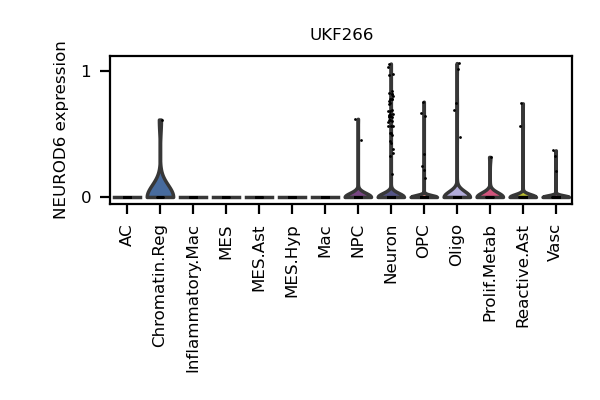 UKF266
NEUROD6 expression
1
0
AC
Chromatin.Reg
Inflammatory.Mac
MES
MES.Ast
MES.Hyp
Mac
NPC
Neuron
OPC
Oligo
Prolif.Metab
Reactive.Ast
Vasc